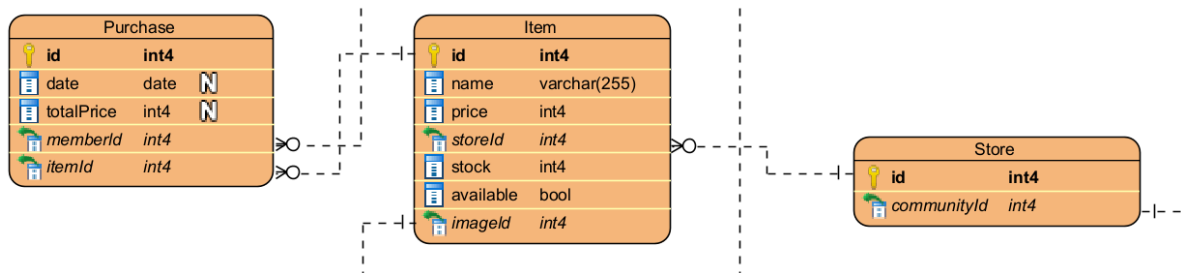 Purchase
id int4
date date N
totalPrice int4 N
memberId int4
itemId int4
Item
id int4
name varchar(255)
price int4
storeId int4
stock int4
available bool
imageId int4
Store
id int4
communityId int4